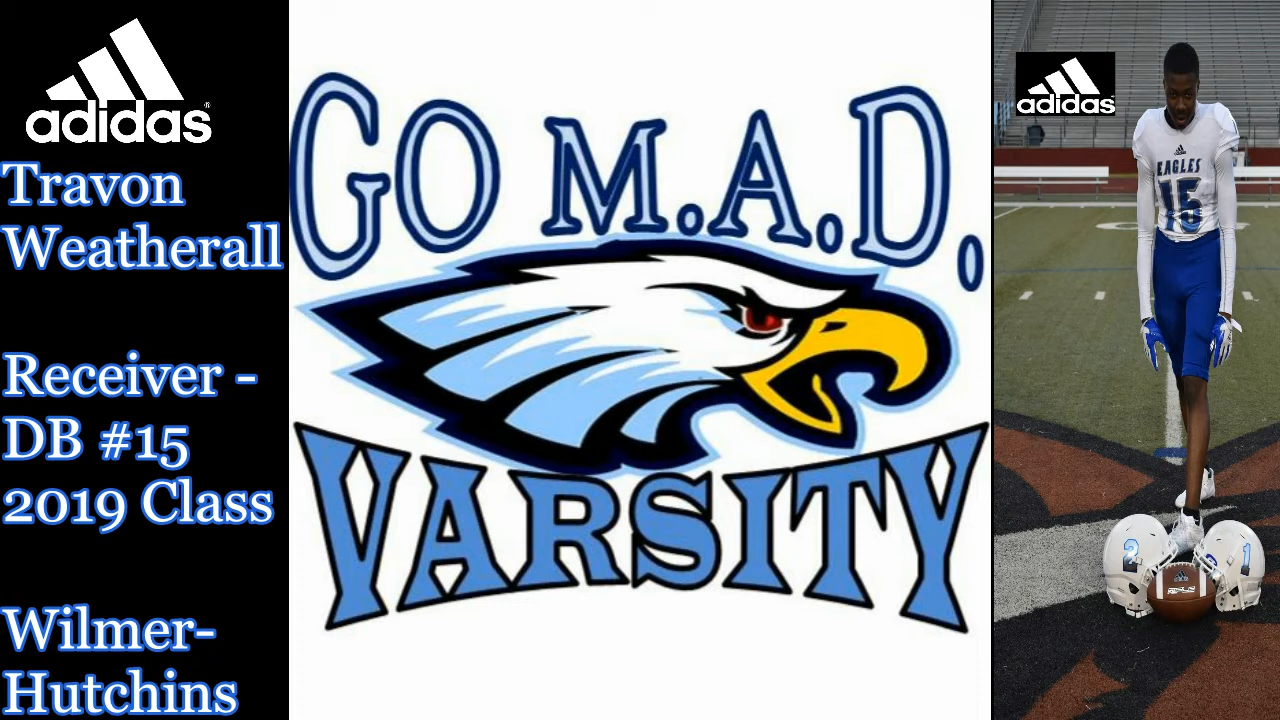 adidas®
Travon
Weatherall
Receiver -
DB #15
2019 Class
Wilmer-
Hutchins
GO M.A.D.
VARSITY
adidas
EAGLES
15
2
1